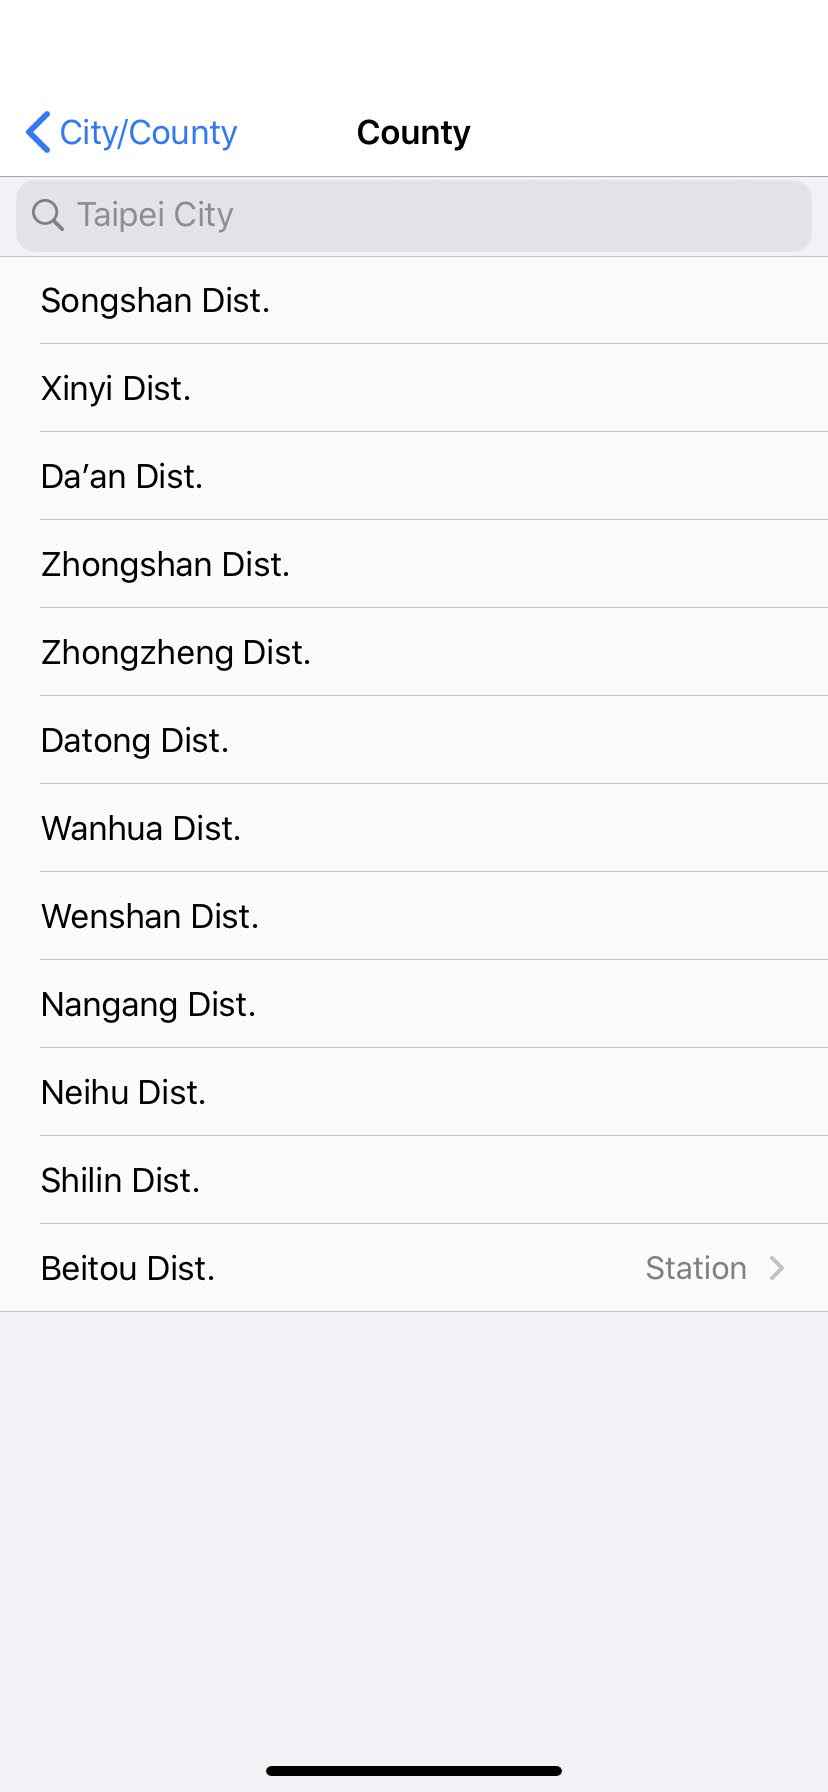 City/County
County
Taipei City
Songshan Dist.
Xinyi Dist.
Da’an Dist.
Zhongshan Dist.
Zhongzheng Dist.
Datong Dist.
Wanhua Dist.
Wenshan Dist.
Nangang Dist.
Neihu Dist.
Shilin Dist.
Beitou Dist. Station